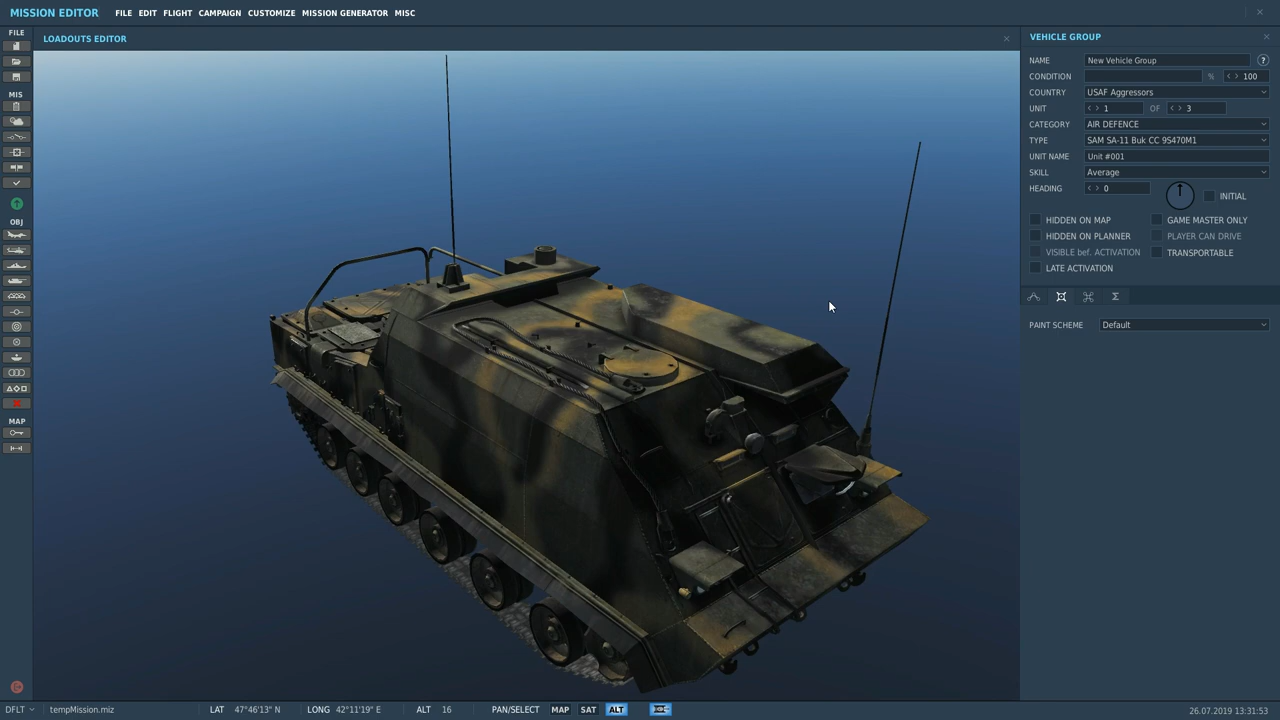 MISSION EDITOR FILE EDIT FLIGHT CAMPAIGN CUSTOMIZE MISSION GENERATOR MISC
FILE
MIS
OBJ
MAP
LOADOUTS EDITOR
VEHICLE GROUP
NAME New Vehicle Group ?
CONDITION % < > 100
COUNTRY USAF Aggressors
UNIT < > 1 OF < > 3
CATEGORY AIR DEFENCE
TYPE SAM SA-11 Buk CC 9S470M1
UNIT NAME Unit #001
SKILL Average
HEADING < > 0 INITIAL
HIDDEN ON MAP GAME MASTER ONLY
HIDDEN ON PLANNER PLAYER CAN DRIVE
VISIBLE bef. ACTIVATION TRANSPORTABLE
LATE ACTIVATION
PAINT SCHEME Default
DFLT tempMission.miz LAT 47°46'13" N LONG 42°11'19" E ALT 16 PAN/SELECT MAP SAT ALT 26.07.2019 13:31:53